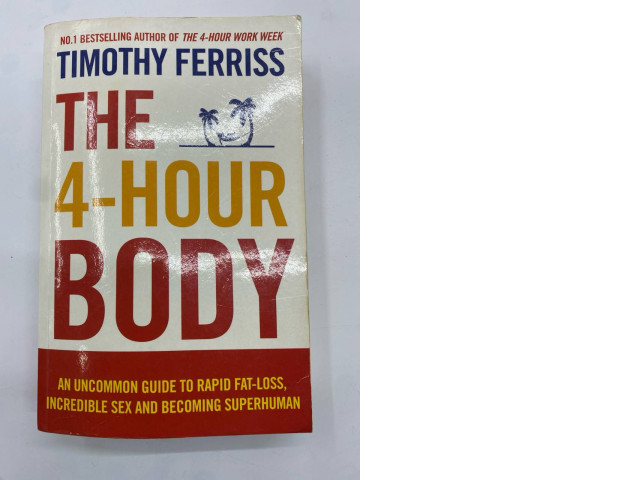 NO.1 BESTSELLING AUTHOR OF THE 4-HOUR WORK WEEK
TIMOTHY FERRISS
THE
4-HOUR
BODY
AN UNCOMMON GUIDE TO RAPID FAT-LOSS,
INCREDIBLE SEX AND BECOMING SUPERHUMAN